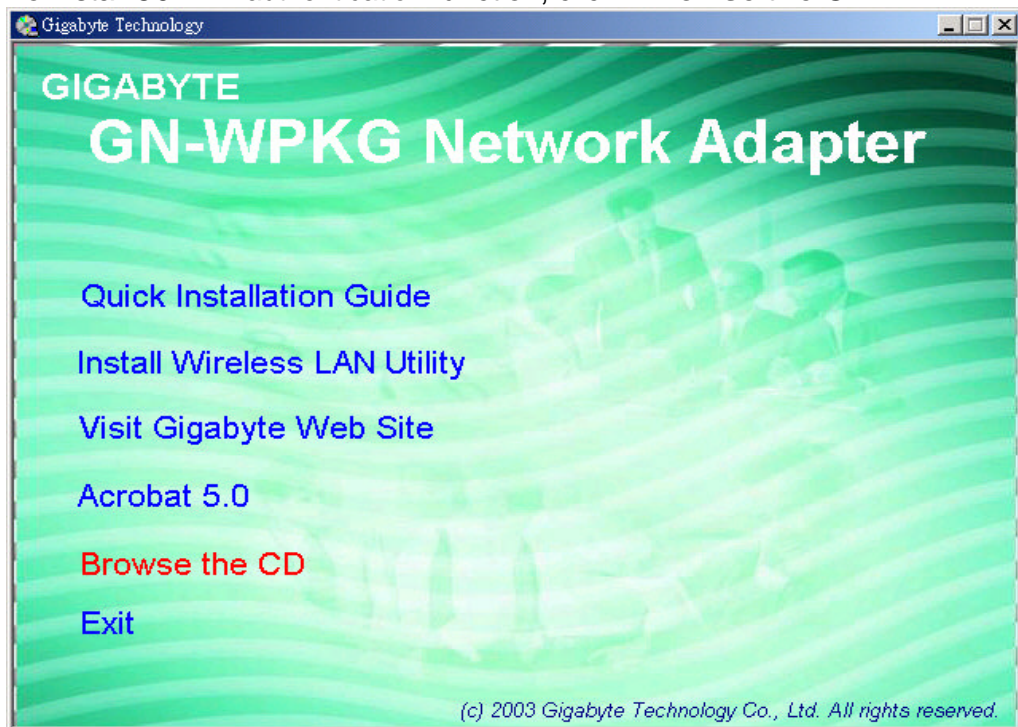 Gigabyte Technology
GIGABYTE
GN-WPKG Network Adapter
Quick Installation Guide
Install Wireless LAN Utility
Visit Gigabyte Web Site
Acrobat 5.0
Browse the CD
Exit
(c) 2003 Gigabyte Technology Co., Ltd. All rights reserved.